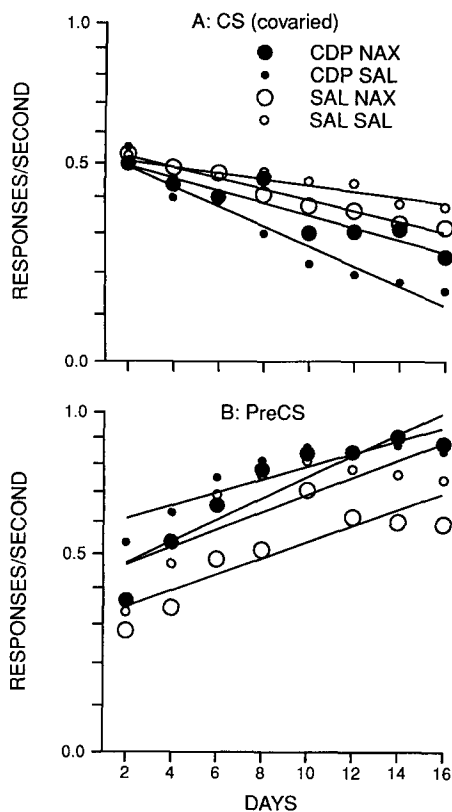 A: CS (covaried)
CDP NAX
CDP SAL
SAL NAX
SAL SAL
RESPONSES/SECOND
1.0
0.5
0.0
B: PreCS
RESPONSES/SECOND
1.0
0.5
0.0
2 4 6 8 10 12 14 16
DAYS